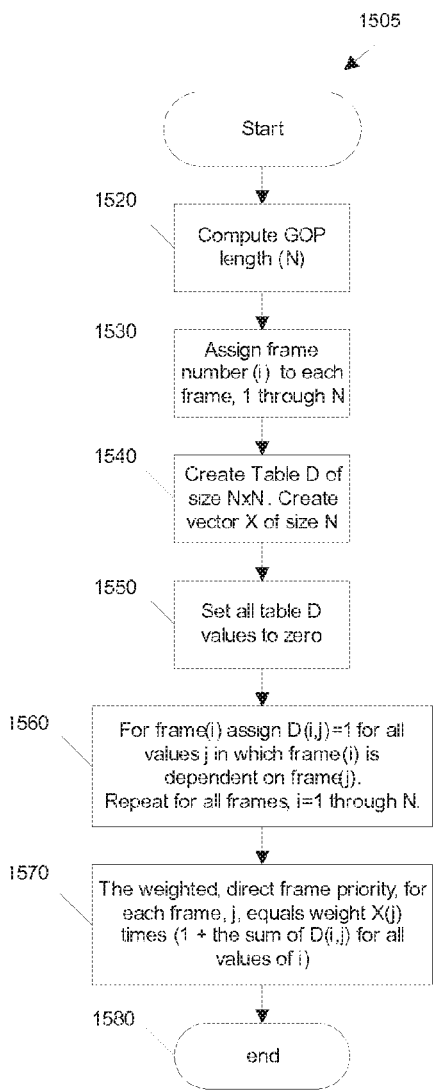 1505
Start
1520
Compute GOP
length (N)
1530
Assign frame
number (i) to each
frame, 1 through N
1540
Create Table D of
size NxN. Create
vector X of size N
1550
Set all table D
values to zero
1560
For frame(i) assign D(i,j)=1 for all
values j in which frame(i) is
dependent on frame(j).
Repeat for all frames, i=1 through N.
1570
The weighted, direct frame priority, for
each frame, j, equals weight X(j)
times (1 + the sum of D(i,j) for all
values of i)
1580
end